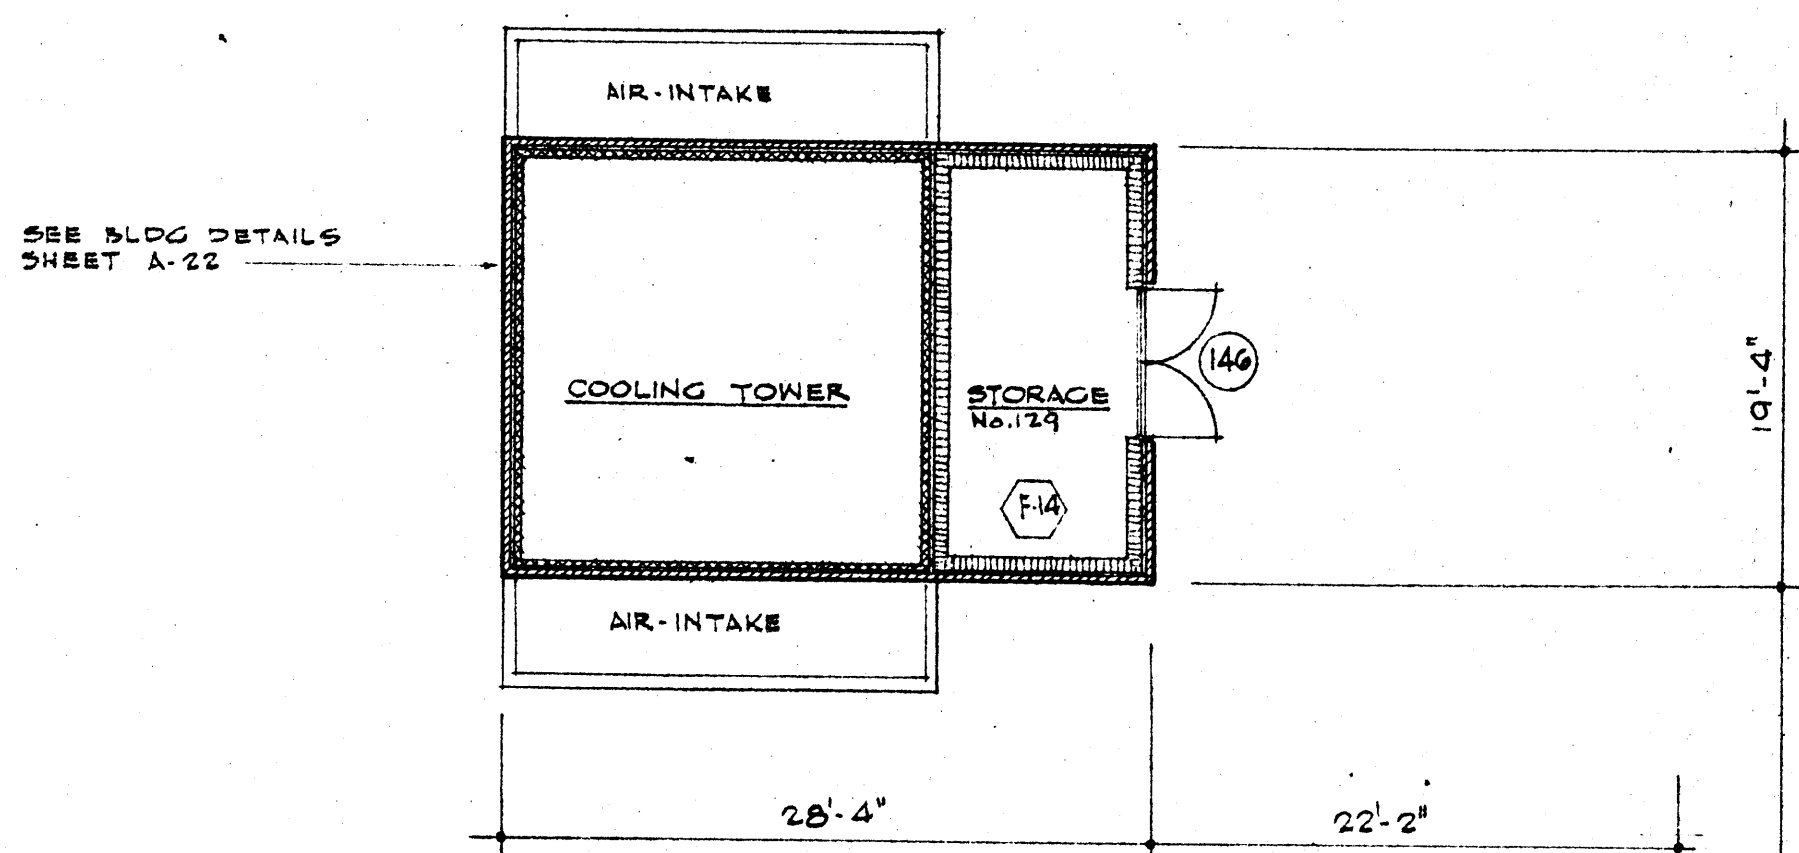 AIR-INTAKE
SEE BLDG DETAILS
SHEET A-22
COOLING TOWER
STORAGE
No.129
146
F-14
19'-4"
AIR-INTAKE
28'-4"
22'-2"